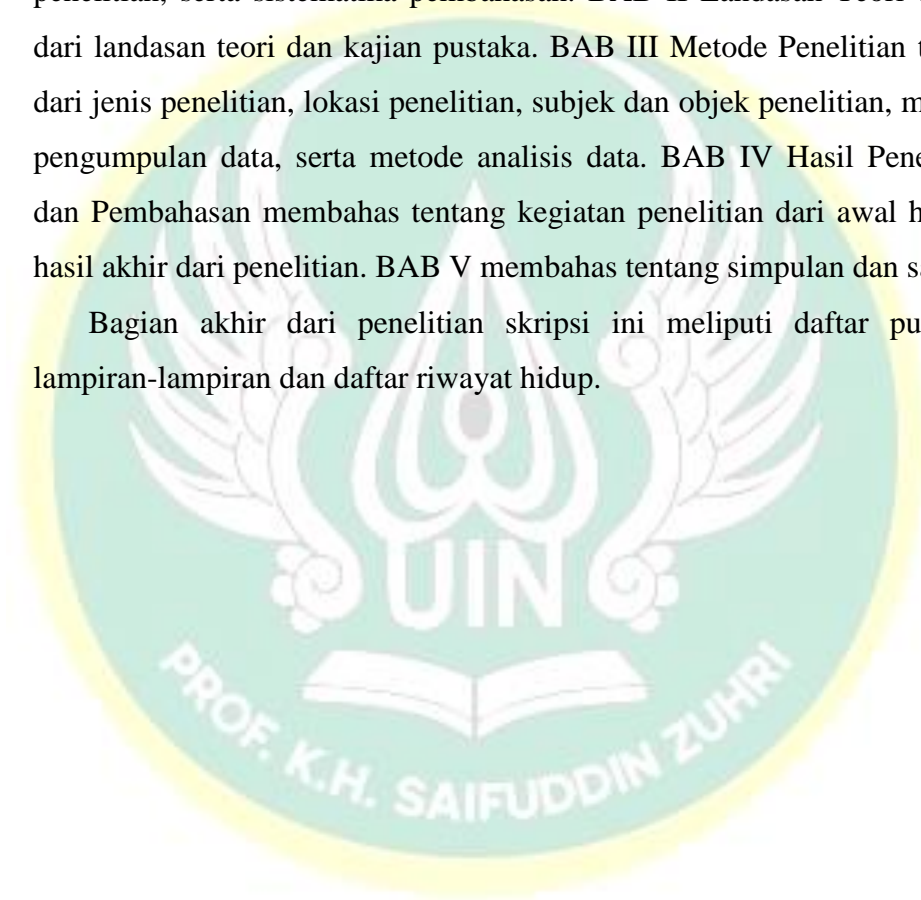 penelitian, serta sistematika pembahasan. BAB II Landasan Teori
dari landasan teori dan kajian pustaka. BAB III Metode Penelitian
dari jenis penelitian, lokasi penelitian, subjek dan objek penelitian,
pengumpulan data, serta metode analisis data. BAB IV Hasil
dan Pembahasan membahas tentang kegiatan penelitian dari awal
hasil akhir dari penelitian. BAB V membahas tentang simpulan dan
Bagian akhir dari penelitian skripsi ini meliputi daftar
lampiran-lampiran dan daftar riwayat hidup.
UIN
PROF. K.H. SAIFUDDIN ZUHRI